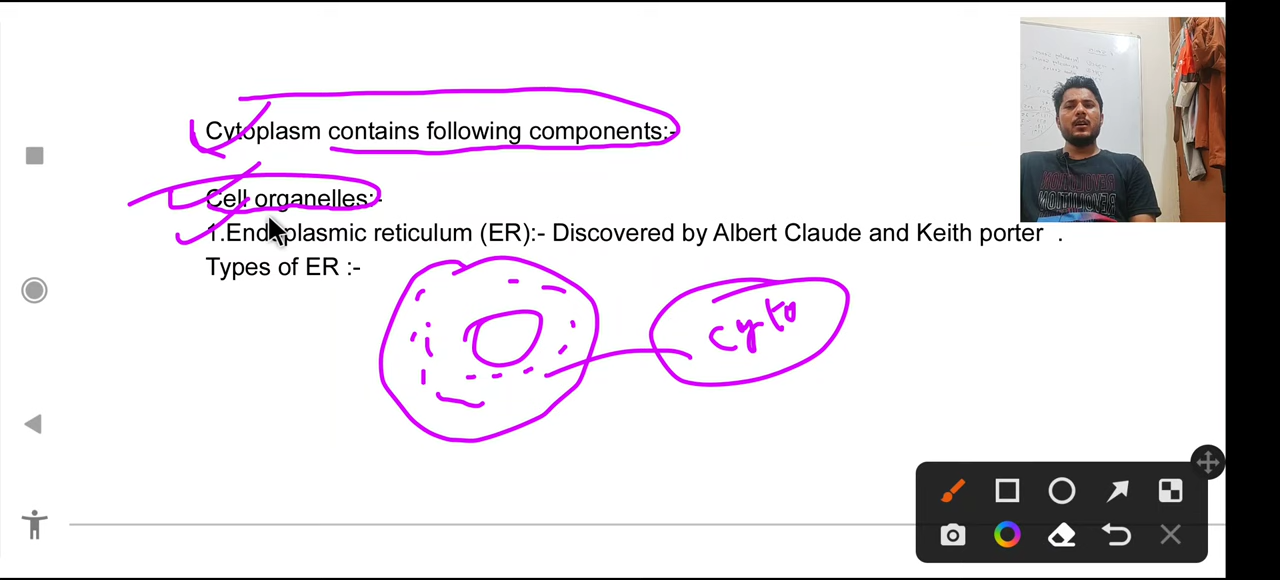 Cytoplasm contains following components:-
Cell organelles:-
1.Endoplasmic reticulum (ER):- Discovered by Albert Claude and Keith porter .
Types of ER :-
cyto